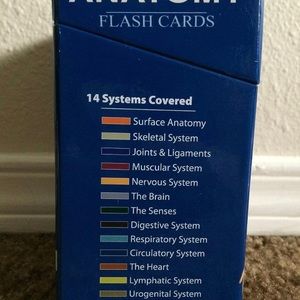 ANATOMY
FLASH CARDS
14 Systems Covered
Surface Anatomy
Skeletal System
Joints & Ligaments
Muscular System
Nervous System
The Brain
The Senses
Digestive System
Respiratory System
Circulatory System
The Heart
Lymphatic System
Urogenital System